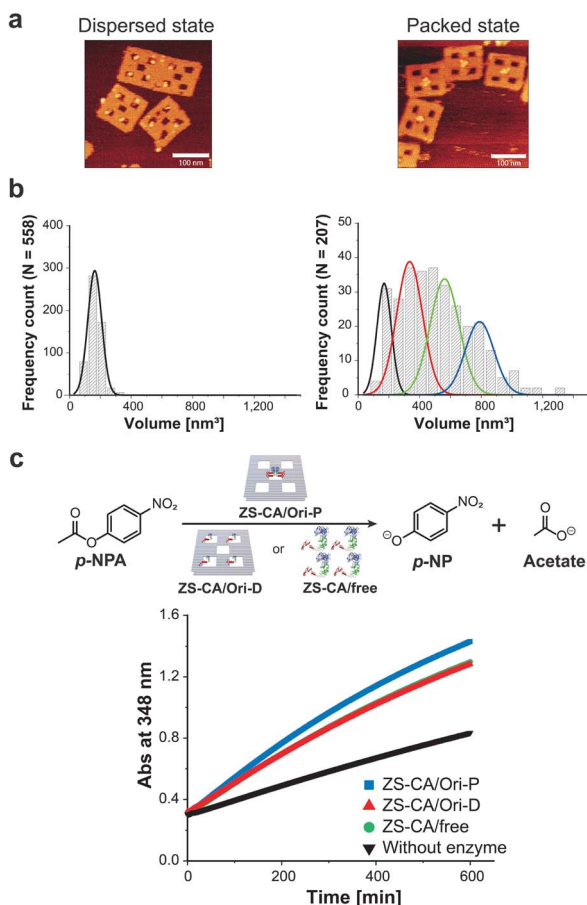 a
Dispersed state
Packed state
100 nm
100 nm
b
Frequency count (N = 558)
400
300
200
100
0
0
400
800
1,200
Volume [nm³]
Frequency count (N = 207)
50
40
30
20
10
0
0
400
800
1,200
Volume [nm³]
c
O
O
NO₂
p-NPA
ZS-CA/Ori-P
ZS-CA/Ori-D
or
ZS-CA/free
⊖O
NO₂
p-NP
+
O
O⊖
Acetate
Abs at 348 nm
1.6
1.2
0.8
0.4
0.0
0
200
400
600
Time [min]
ZS-CA/Ori-P
ZS-CA/Ori-D
ZS-CA/free
Without enzyme